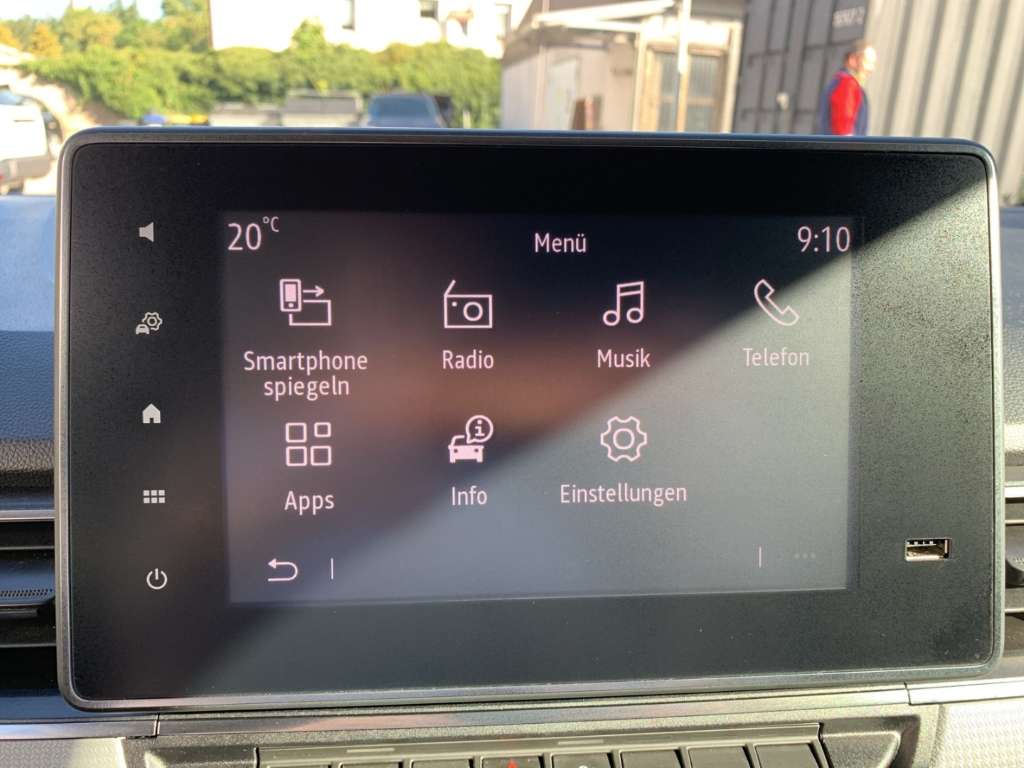 20°C
Menü
9:10
Smartphone
spiegeln
Radio
Musik
Telefon
Apps
Info
Einstellungen